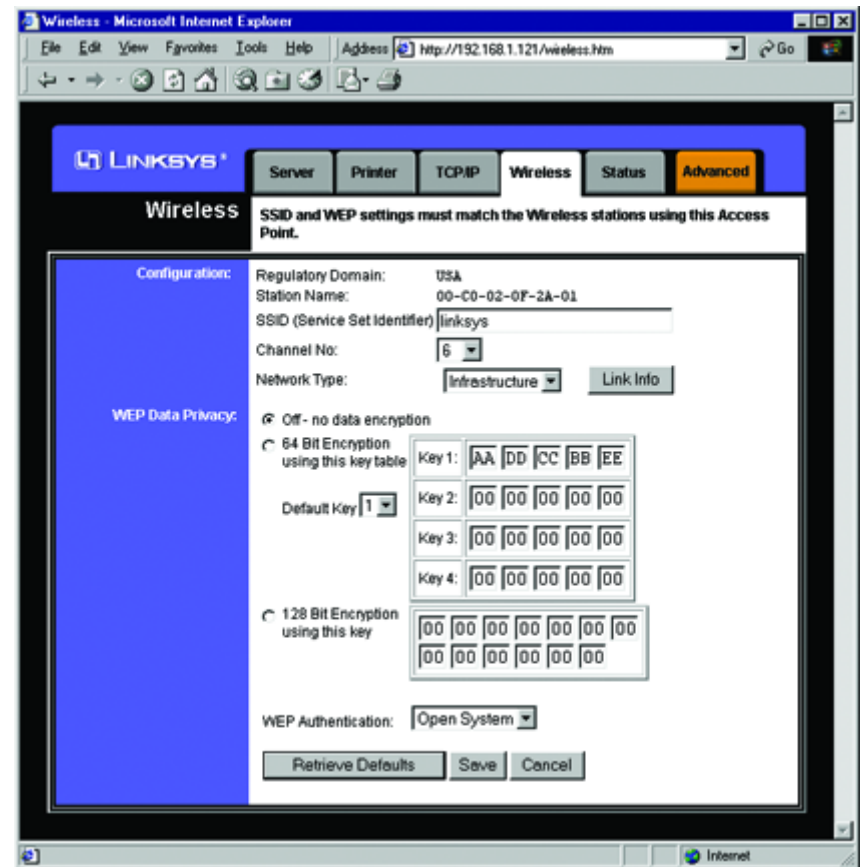 Wireless - Microsoft Internet Explorer
File Edit View Favorites Tools Help Address http://192.168.1.121/wireless.htm Go
LINKSYS®
Server Printer TCP/IP Wireless Status Advanced
Wireless
SSID and WEP settings must match the Wireless stations using this Access
Point.
Configuration:
Regulatory Domain: USA
Station Name: 00-C0-02-0F-2A-01
SSID (Service Set Identifier) linksys
Channel No: 6
Network Type: Infrastructure Link Info
WEP Data Privacy:
Off - no data encryption
64 Bit Encryption
using this key table
Default Key 1
Key 1: AA DD CC BB EE
Key 2: 00 00 00 00 00
Key 3: 00 00 00 00 00
Key 4: 00 00 00 00 00
128 Bit Encryption
using this key
00 00 00 00 00 00 00
00 00 00 00 00 00
WEP Authentication: Open System
Retrieve Defaults Save Cancel
Internet